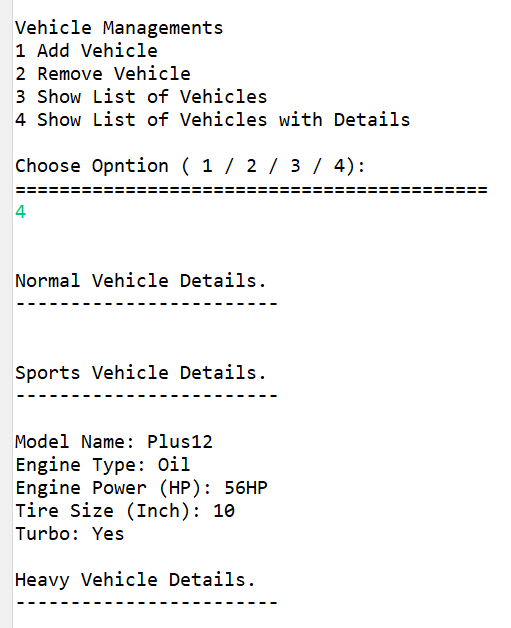 Vehicle Managements
1 Add Vehicle
2 Remove Vehicle
3 Show List of Vehicles
4 Show List of Vehicles with Details
Choose Opntion ( 1 / 2 / 3 / 4):
===========================================
4
Normal Vehicle Details.
------------------------
Sports Vehicle Details.
------------------------
Model Name: Plus12
Engine Type: Oil
Engine Power (HP): 56HP
Tire Size (Inch): 10
Turbo: Yes
Heavy Vehicle Details.
------------------------